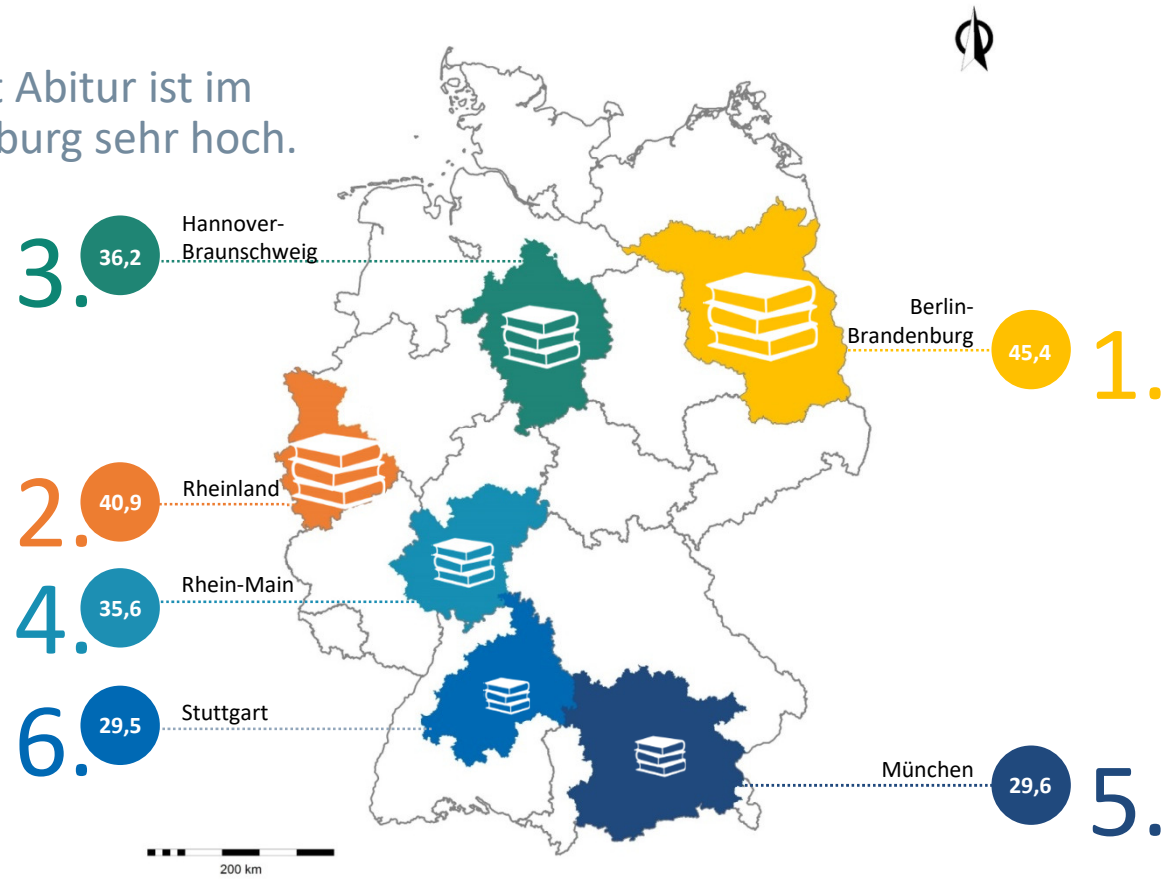 t Abitur ist im
burg sehr hoch.
3.
36,2
Hannover-
Braunschweig
Berlin-
Brandenburg
45,4
1.
2.
40,9
Rheinland
4.
35,6
Rhein-Main
6.
29,5
Stuttgart
München
29,6
5.
200 km